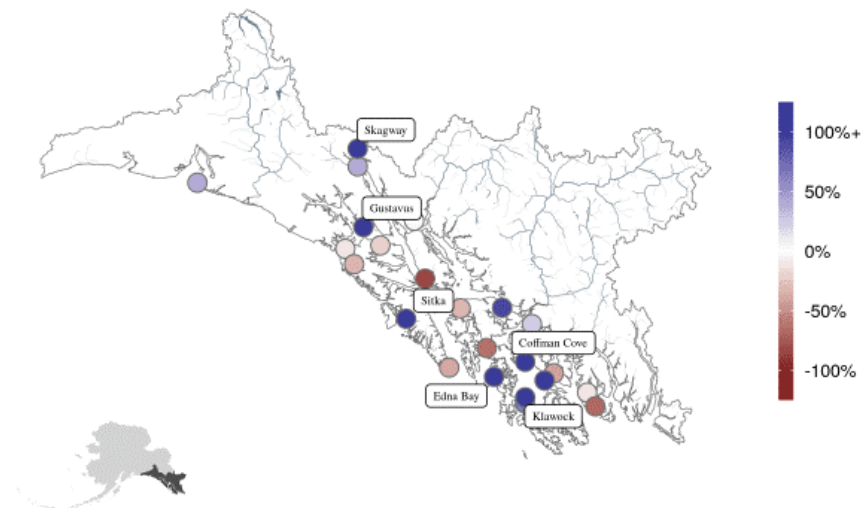 Skagway
100%+
50%
Gustavus
0%
Sitka
-50%
Coffman Cove
-100%
Edna Bay
Klawock